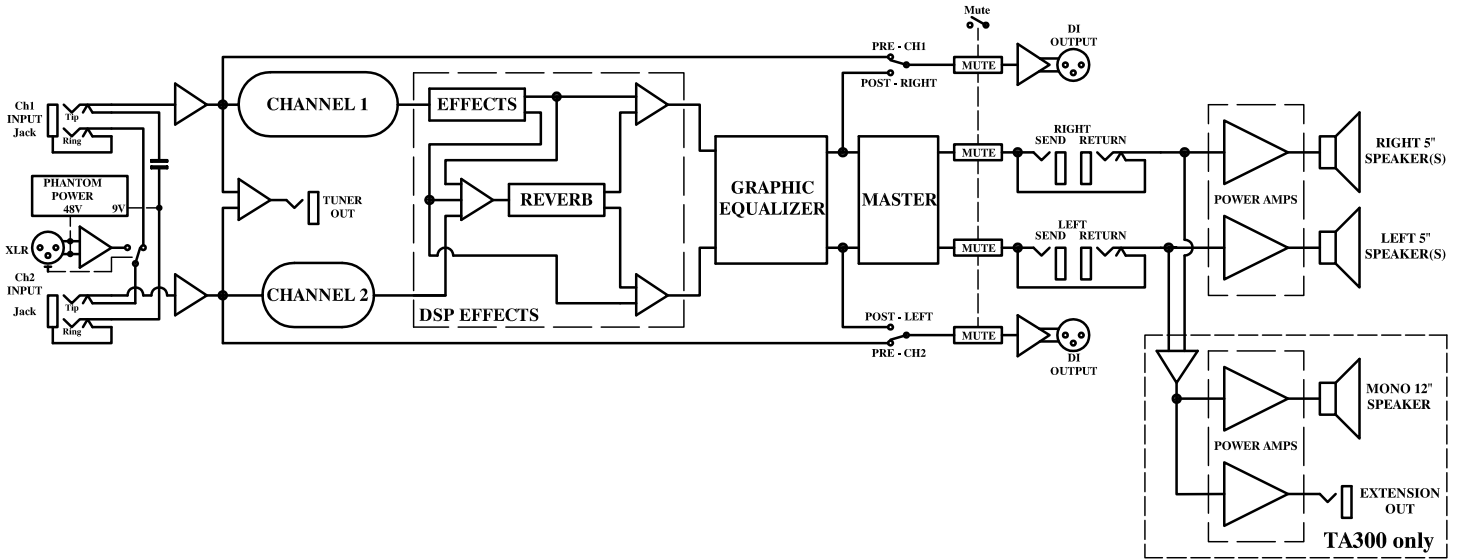 Mute
DI
OUTPUT
PRE - CH1
MUTE
POST - RIGHT
Ch1
INPUT
Jack
Tip
Ring
CHANNEL 1
EFFECTS
RIGHT
SEND RETURN
MUTE
RIGHT 5"
SPEAKER(S)
PHANTOM
POWER
48V 9V
TUNER
OUT
REVERB
GRAPHIC
EQUALIZER
MASTER
POWER AMPS
XLR
LEFT
SEND RETURN
MUTE
LEFT 5"
SPEAKER(S)
Ch2
INPUT
Jack
Tip
Ring
CHANNEL 2
DSP EFFECTS
POST - LEFT
MUTE
PRE - CH2
DI
OUTPUT
MONO 12"
SPEAKER
POWER AMPS
EXTENSION
OUT
TA300 only